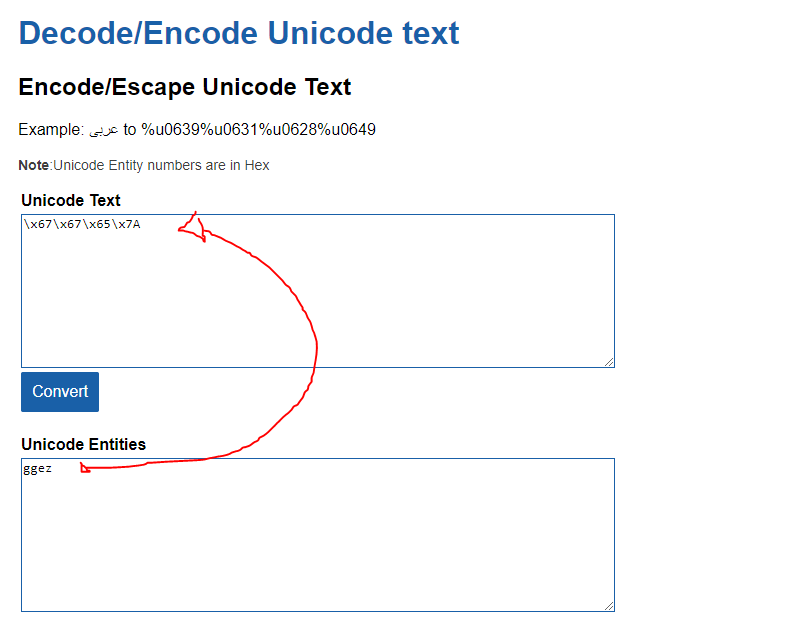 Decode/Encode Unicode text
Encode/Escape Unicode Text
Example: عربى to %u0639%u0631%u0628%u0649
Note:Unicode Entity numbers are in Hex
Unicode Text
\x67\x67\x65\x7A
Convert
Unicode Entities
ggez